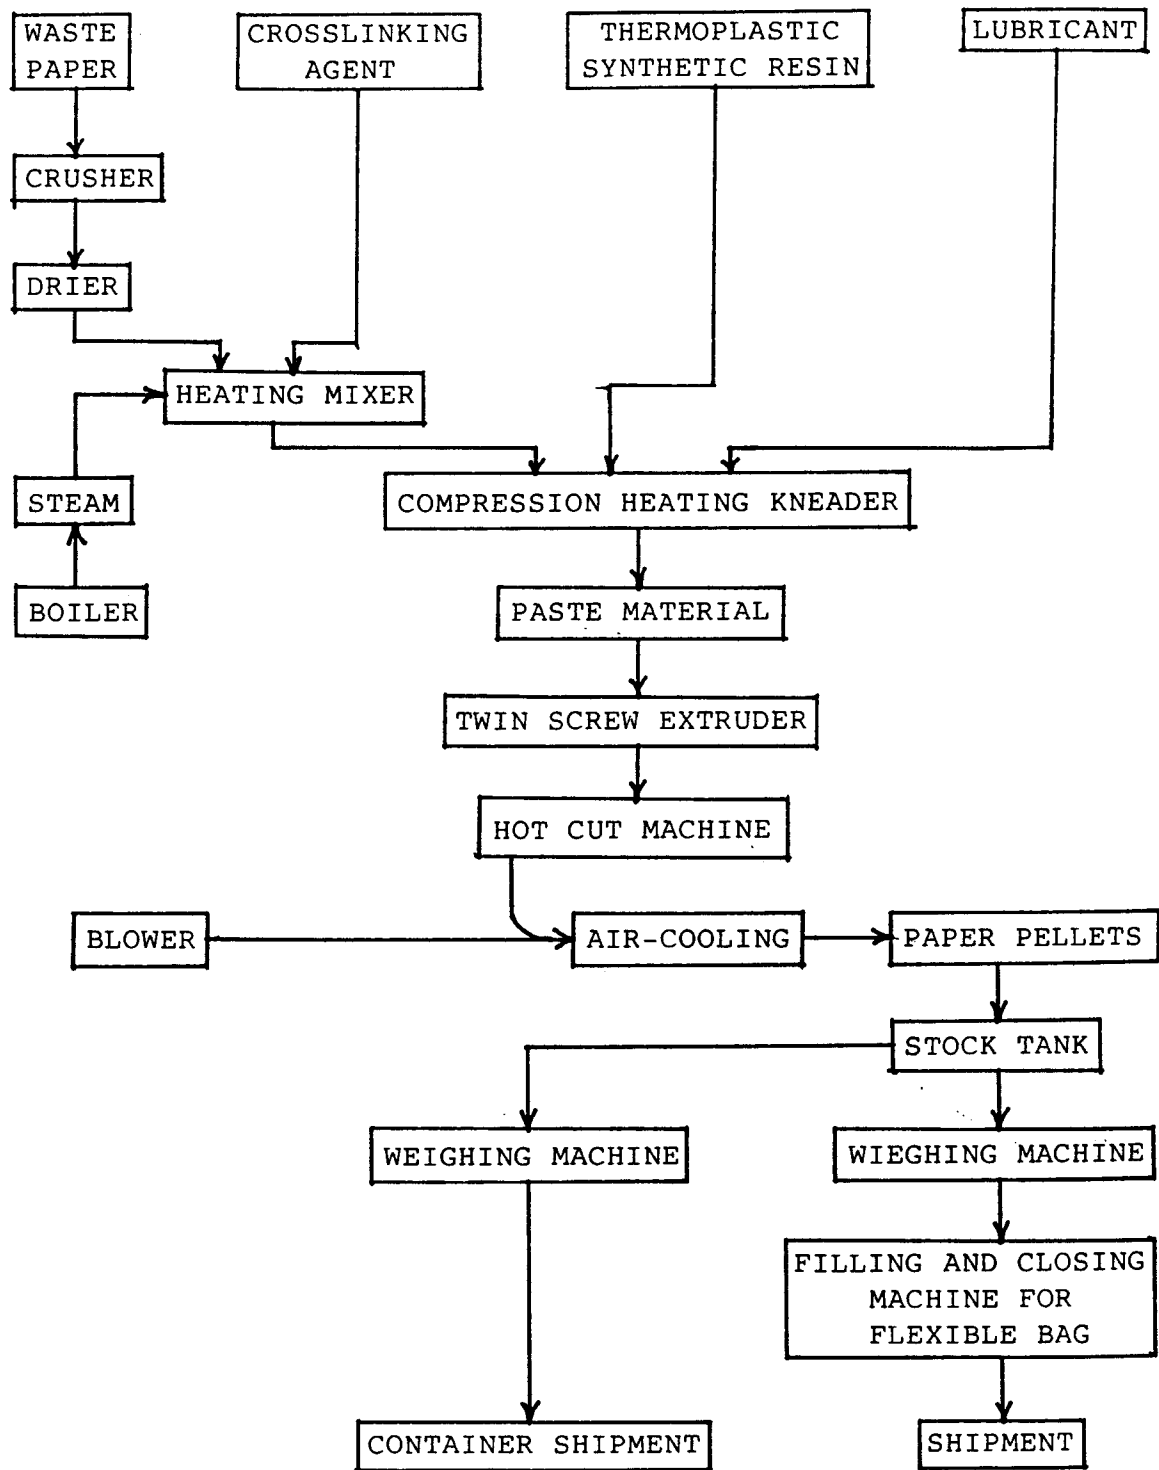 WASTE
PAPER
CROSSLINKING
AGENT
THERMOPLASTIC
SYNTHETIC RESIN
LUBRICANT
CRUSHER
DRIER
HEATING MIXER
STEAM
COMPRESSION HEATING KNEADER
BOILER
PASTE MATERIAL
TWIN SCREW EXTRUDER
HOT CUT MACHINE
BLOWER
AIR-COOLING
PAPER PELLETS
STOCK TANK
WEIGHING MACHINE
WIEGHING MACHINE
FILLING AND CLOSING
MACHINE FOR
FLEXIBLE BAG
CONTAINER SHIPMENT
SHIPMENT